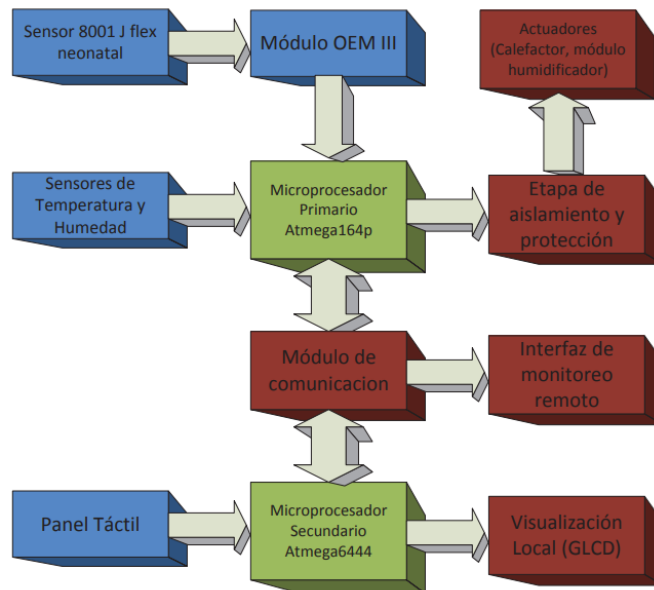 Sensor 8001 J flex
neonatal
Módulo OEM III
Actuadores
(Calefactor, módulo
humidificador)
Sensores de
Temperatura y
Humedad
Microprocesador
Primario
Atmega164p
Etapa de
aislamiento y
protección
Módulo de
comunicacion
Interfaz de
monitoreo
remoto
Panel Táctil
Microprocesador
Secundario
Atmega6444
Visualización
Local (GLCD)